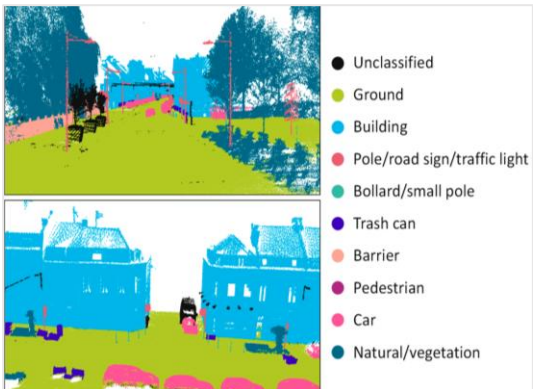 Unclassified
Ground
Building
Pole/road sign/traffic light
Bollard/small pole
Trash can
Barrier
Pedestrian
Car
Natural/vegetation